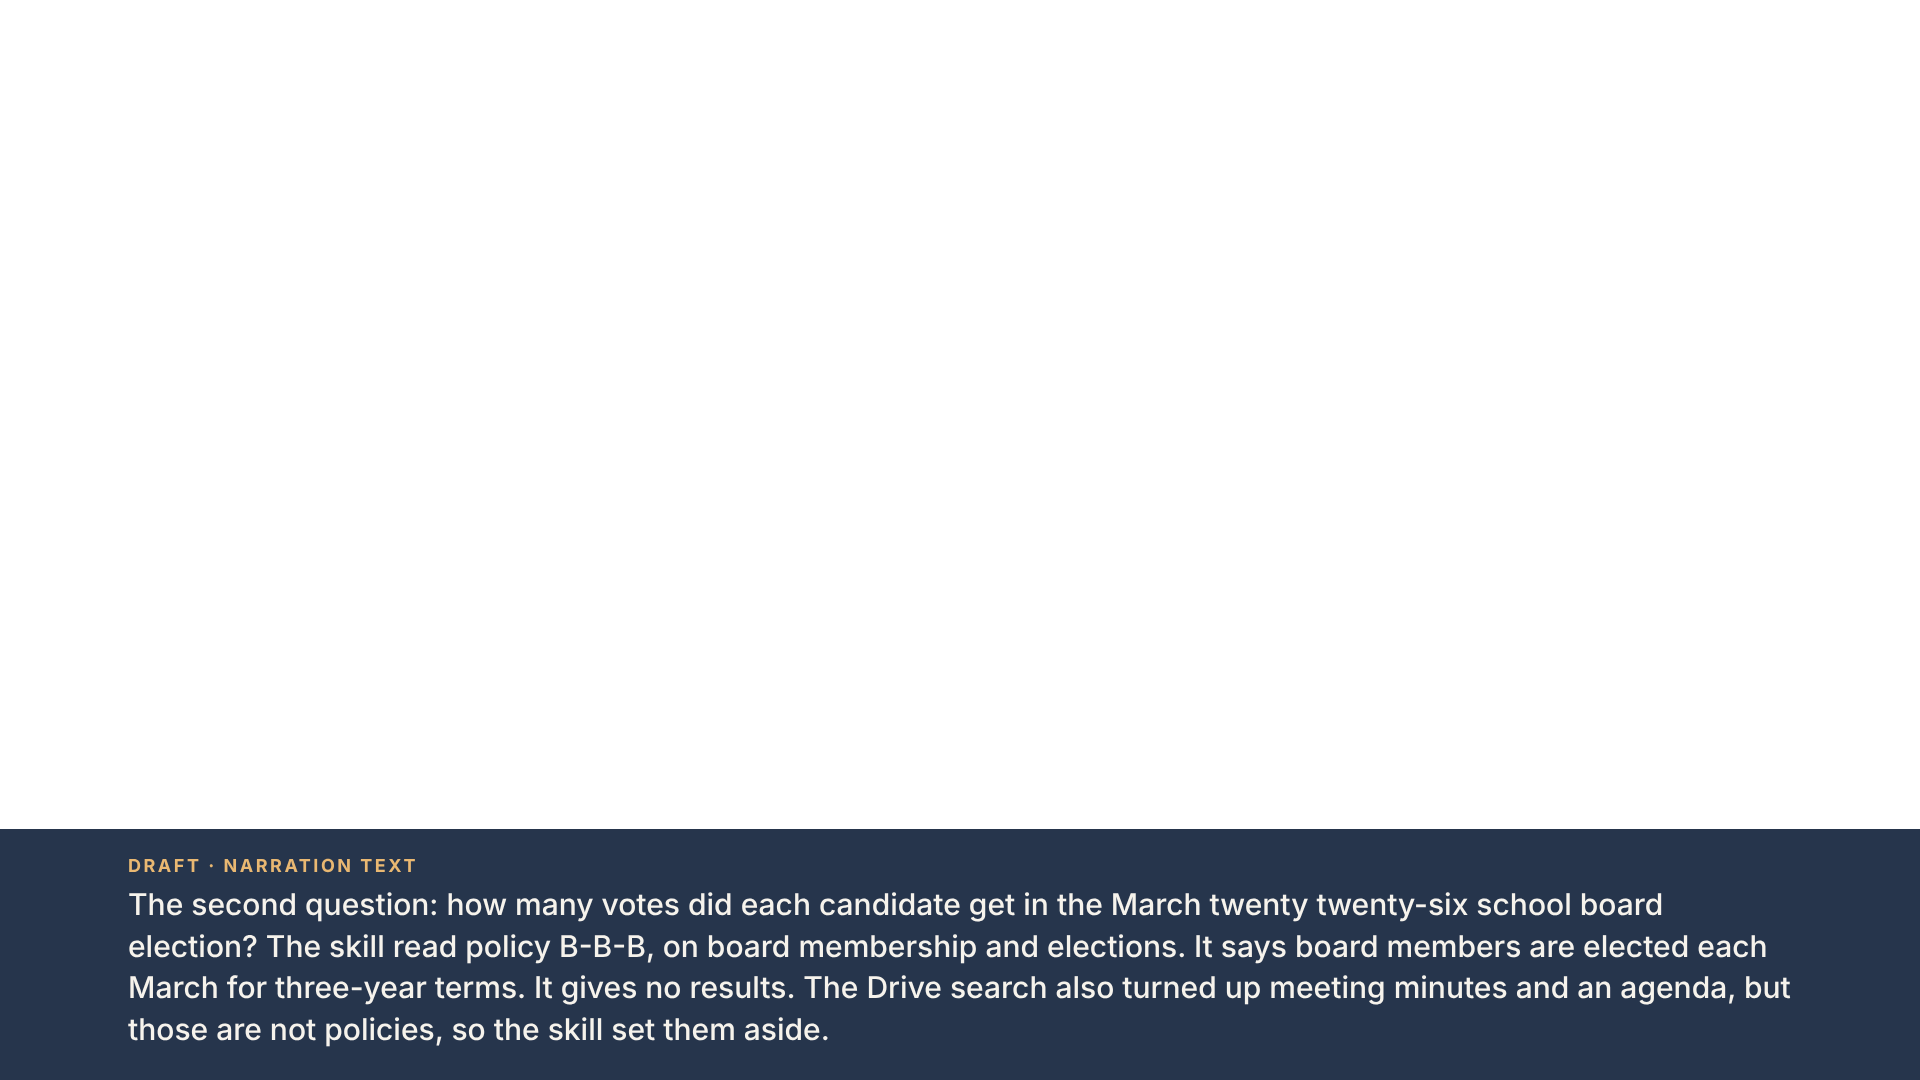 DRAFT · NARRATION TEXT
The second question: how many votes did each candidate get in the March twenty twenty-six school board
election? The skill read policy B-B-B, on board membership and elections. It says board members are elected each
March for three-year terms. It gives no results. The Drive search also turned up meeting minutes and an agenda, but
those are not policies, so the skill set them aside.